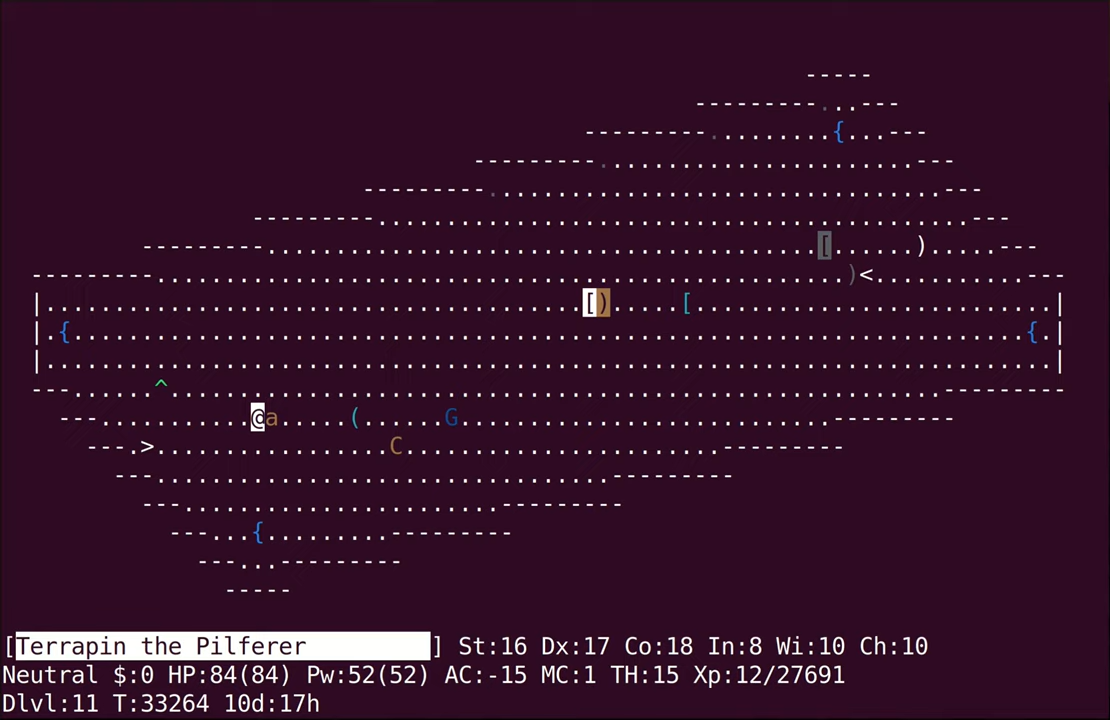 [Terrapin the Pilferer ] St:16 Dx:17 Co:18 In:8 Wi:10 Ch:10
Neutral $:0 HP:84(84) Pw:52(52) AC:-15 MC:1 TH:15 Xp:12/27691
Dlvl:11 T:33264 10d:17h